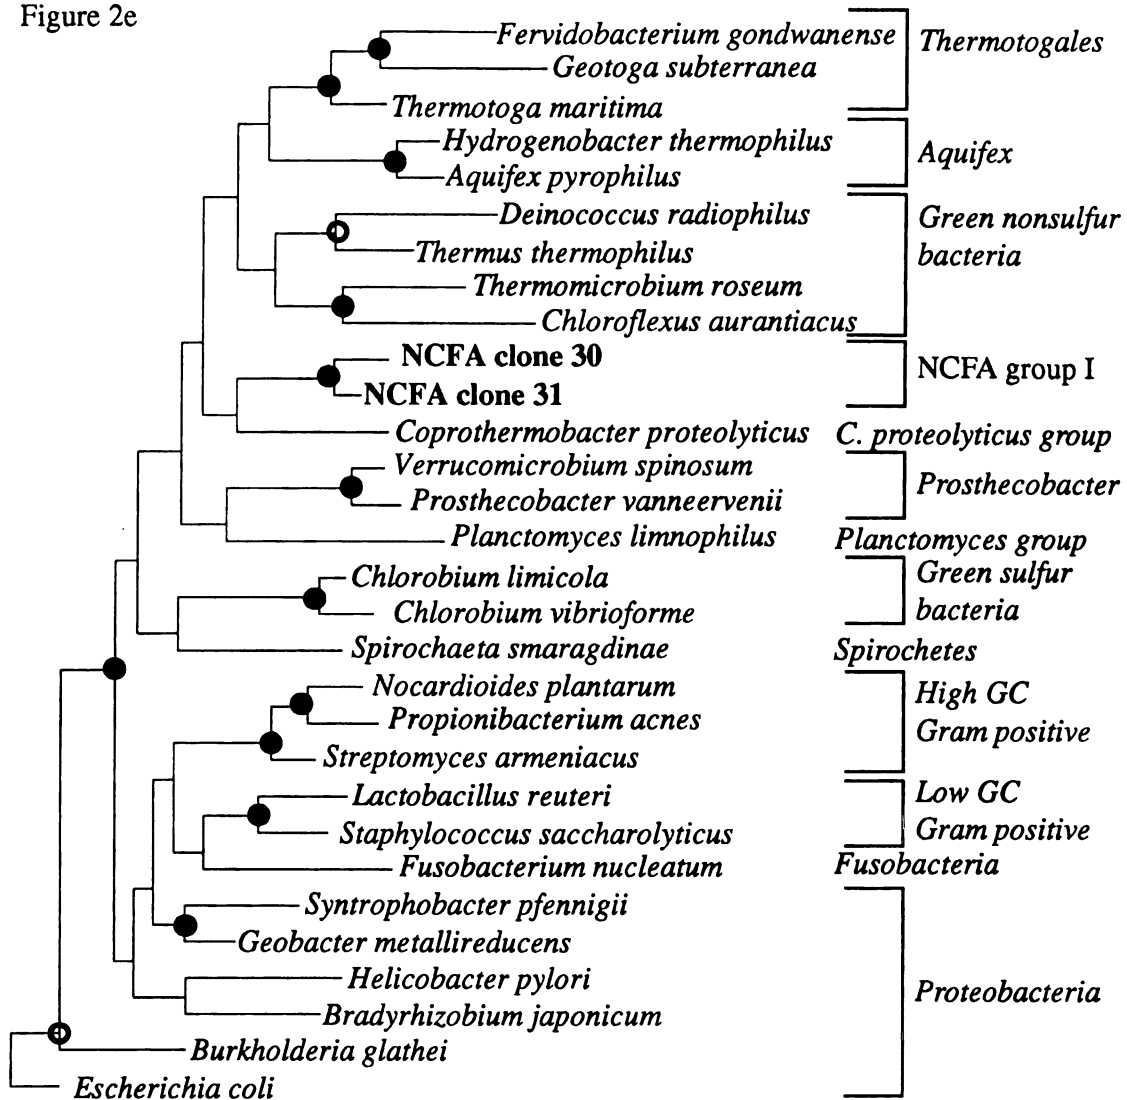 Figure 2e
Fervidobacterium gondwanense
Geotoga subterranea
Thermotogales
Thermotoga maritima
Hydrogenobacter thermophilus
Aquifex
Aquifex pyrophilus
Deinococcus radiophilus
Green nonsulfur
bacteria
Thermus thermophilus
Thermomicrobium roseum
Chloroflexus aurantiacus
NCFA clone 30
NCFA group I
NCFA clone 31
Coprothermobacter proteolyticus C. proteolyticus group
Verrucomicrobium spinosum
Prosthecobacter
Prosthecobacter vanneervenii
Planctomyces limnophilus Planctomyces group
Chlorobium limicola
Green sulfur
bacteria
Chlorobium vibrioforme
Spirochaeta smaragdinae Spirochetes
Nocardioides plantarum
High GC
Gram positive
Propionibacterium acnes
Streptomyces armeniacus
Lactobacillus reuteri
Low GC
Gram positive
Staphylococcus saccharolyticus
Fusobacterium nucleatum Fusobacteria
Syntrophobacter pfennigii
Geobacter metallireducens
Helicobacter pylori
Proteobacteria
Bradyrhizobium japonicum
Burkholderia glathei
Escherichia coli